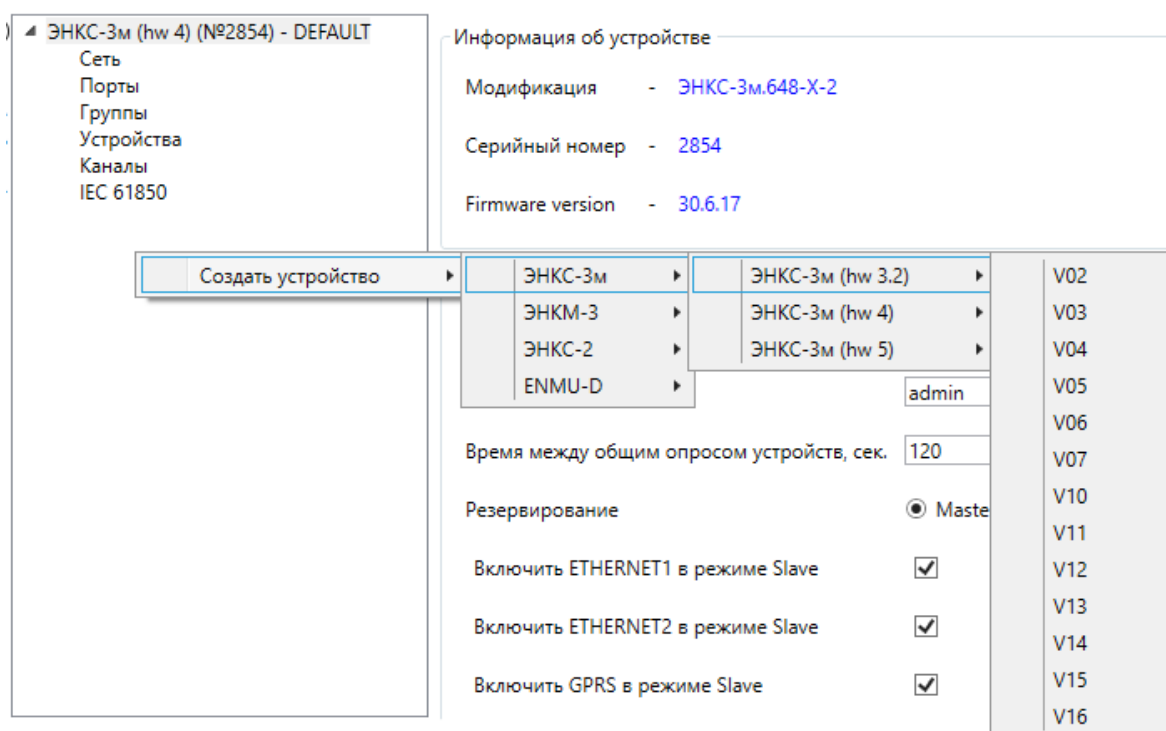 ) ЭНКС-3м (hw 4) (№2854) - DEFAULT
Сеть
Порты
Группы
Устройства
Каналы
IEC 61850
Информация об устройстве
Модификация - ЭНКС-3м.648-X-2
Серийный номер - 2854
Firmware version - 30.6.17
Создать устройство
ЭНКС-3м
ЭНКМ-3
ЭНКС-2
ENMU-D
ЭНКС-3м (hw 3.2)
ЭНКС-3м (hw 4)
ЭНКС-3м (hw 5)
V02
V03
V04
V05
V06
V07
V10
V11
V12
V13
V14
V15
V16
admin
Время между общим опросом устройств, сек. 120
Резервирование Maste
Включить ETHERNET1 в режиме Slave
Включить ETHERNET2 в режиме Slave
Включить GPRS в режиме Slave